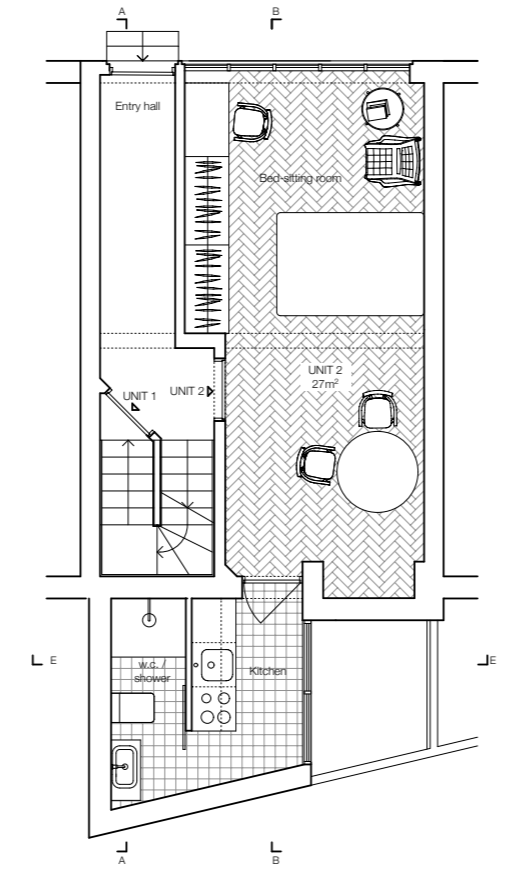 A
B
Entry hall
Bed-sitting room
UNIT 2
27m²
UNIT 1
UNIT 2
E
E
w.c. /
shower
Kitchen
A
B